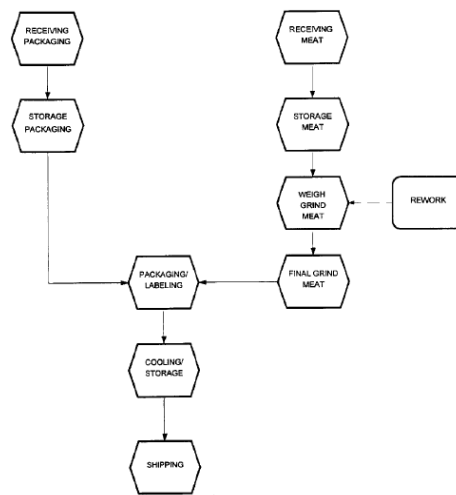 RECEIVING
PACKAGING
RECEIVING
MEAT
STORAGE
PACKAGING
STORAGE
MEAT
WEIGH
GRIND
MEAT
REWORK
PACKAGING/
LABELING
FINAL GRIND
MEAT
COOLING/
STORAGE
SHIPPING